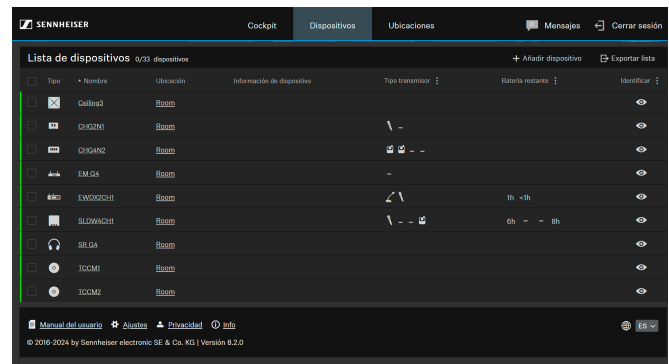 SENNHEISER Cockpit Dispositivos Ubicaciones Mensajes Cerrar sesión
Lista de dispositivos 0/33 dispositivos + Añadir dispositivo Exportar lista
Tipo Nombre Ubicación Información de dispositivo Tipo transmisor Batería restante Identificar
Ceiling3 Room
CHG2N1 Room –
CHG4N2 Room – –
EM G4 Room –
EWDX2CH1 Room 1h <1h
SLDW4CH1 Room – – 6h – – 8h
SR G4 Room
TCCM1 Room
TCCM2 Room
Manual del usuario Ajustes Privacidad Info ES
© 2016-2024 by Sennheiser electronic SE & Co. KG | Versión 8.2.0